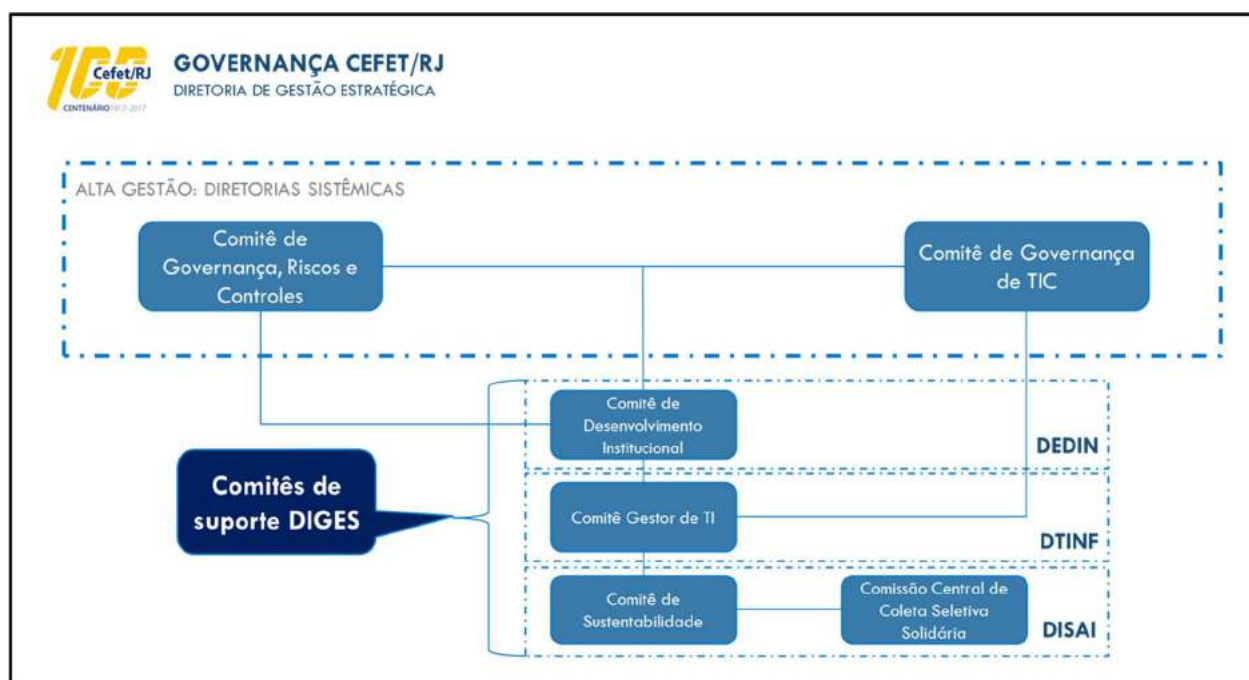 100
Cefet/RJ
CENTENÁRIO 1917-2017
GOVERNANÇA CEFET/RJ
DIRETORIA DE GESTÃO ESTRATÉGICA
ALTA GESTÃO: DIRETORIAS SISTÊMICAS
Comitê de
Governança, Riscos e
Controles
Comitê de Governança
de TIC
Comitê de
Desenvolvimento
Institucional
DEDIN
Comitês de
suporte DIGES
Comitê Gestor de TI
DTINF
Comitê de
Sustentabilidade
Comissão Central de
Coleta Seletiva
Solidária
DISAI